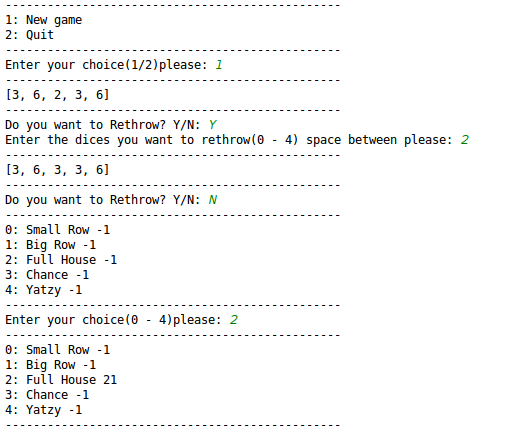 ------------------------------------------------
1: New game
2: Quit
------------------------------------------------
Enter your choice(1/2)please: 1
------------------------------------------------
[3, 6, 2, 3, 6]
------------------------------------------------
Do you want to Rethrow? Y/N: Y
Enter the dices you want to rethrow(0 - 4) space between please: 2
------------------------------------------------
[3, 6, 3, 3, 6]
------------------------------------------------
Do you want to Rethrow? Y/N: N
------------------------------------------------
0: Small Row -1
1: Big Row -1
2: Full House -1
3: Chance -1
4: Yatzy -1
------------------------------------------------
Enter your choice(0 - 4)please: 2
------------------------------------------------
0: Small Row -1
1: Big Row -1
2: Full House 21
3: Chance -1
4: Yatzy -1
------------------------------------------------